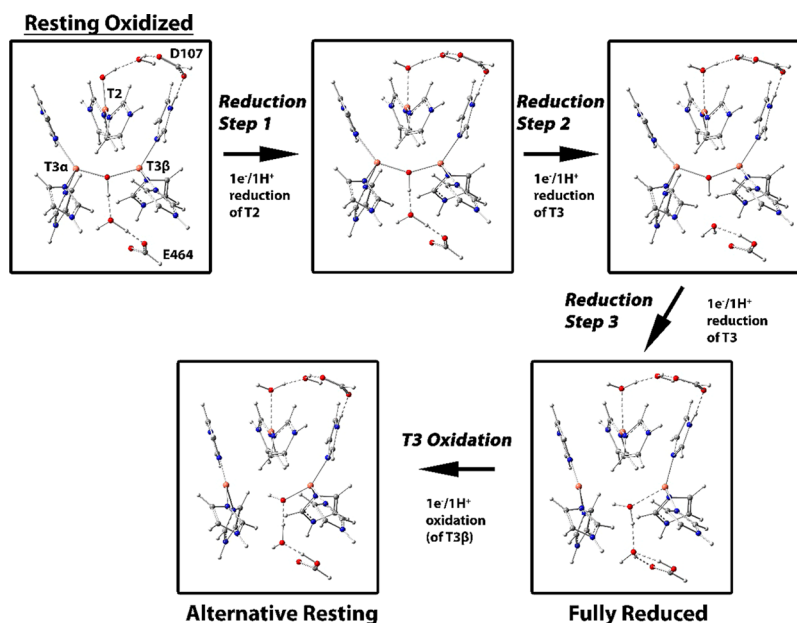 Resting Oxidized
D107
T2
T3α
T3β
E464
Reduction
Step 1
1e⁻/1H⁺
reduction
of T2
Reduction
Step 2
1e⁻/1H⁺
reduction
of T3
Reduction
Step 3
1e⁻/1H⁺
reduction
of T3
T3 Oxidation
1e⁻/1H⁺
oxidation
(of T3β)
Alternative Resting
Fully Reduced